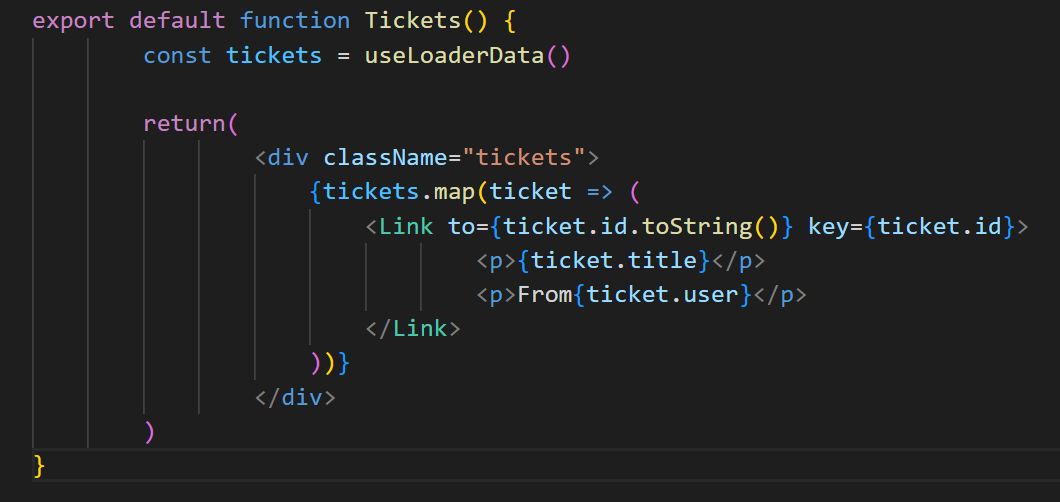 export default function Tickets() {
const tickets = useLoaderData()
return(
<div className="tickets">
{tickets.map(ticket => (
<Link to={ticket.id.toString()} key={ticket.id}>
<p>{ticket.title}</p>
<p>From{ticket.user}</p>
</Link>
))}
</div>
)
}